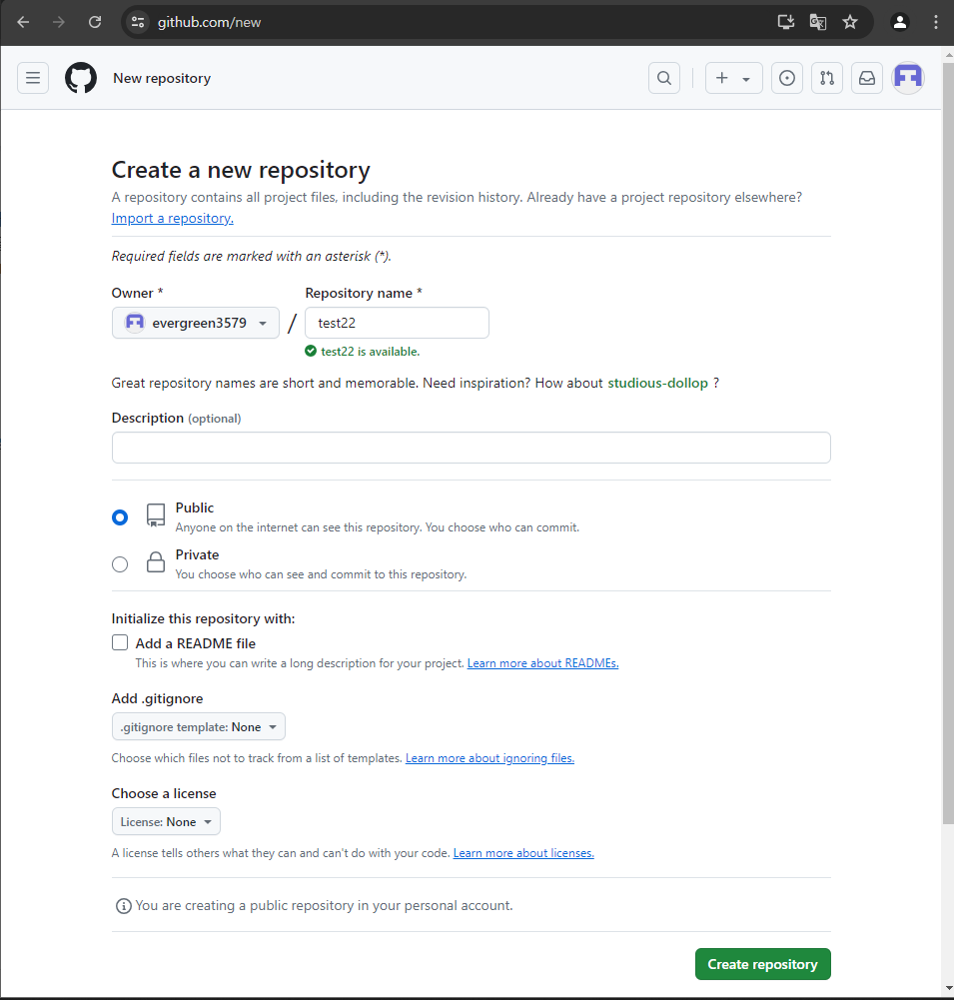 github.com/new
New repository
Create a new repository
A repository contains all project files, including the revision history. Already have a project repository elsewhere?
Import a repository.
Required fields are marked with an asterisk (*).
Owner * Repository name *
evergreen3579 / test22
test22 is available.
Great repository names are short and memorable. Need inspiration? How about studious-dollop ?
Description (optional)
Public
Anyone on the internet can see this repository. You choose who can commit.
Private
You choose who can see and commit to this repository.
Initialize this repository with:
Add a README file
This is where you can write a long description for your project. Learn more about READMEs.
Add .gitignore
.gitignore template: None
Choose which files not to track from a list of templates. Learn more about ignoring files.
Choose a license
License: None
A license tells others what they can and can't do with your code. Learn more about licenses.
You are creating a public repository in your personal account.
Create repository